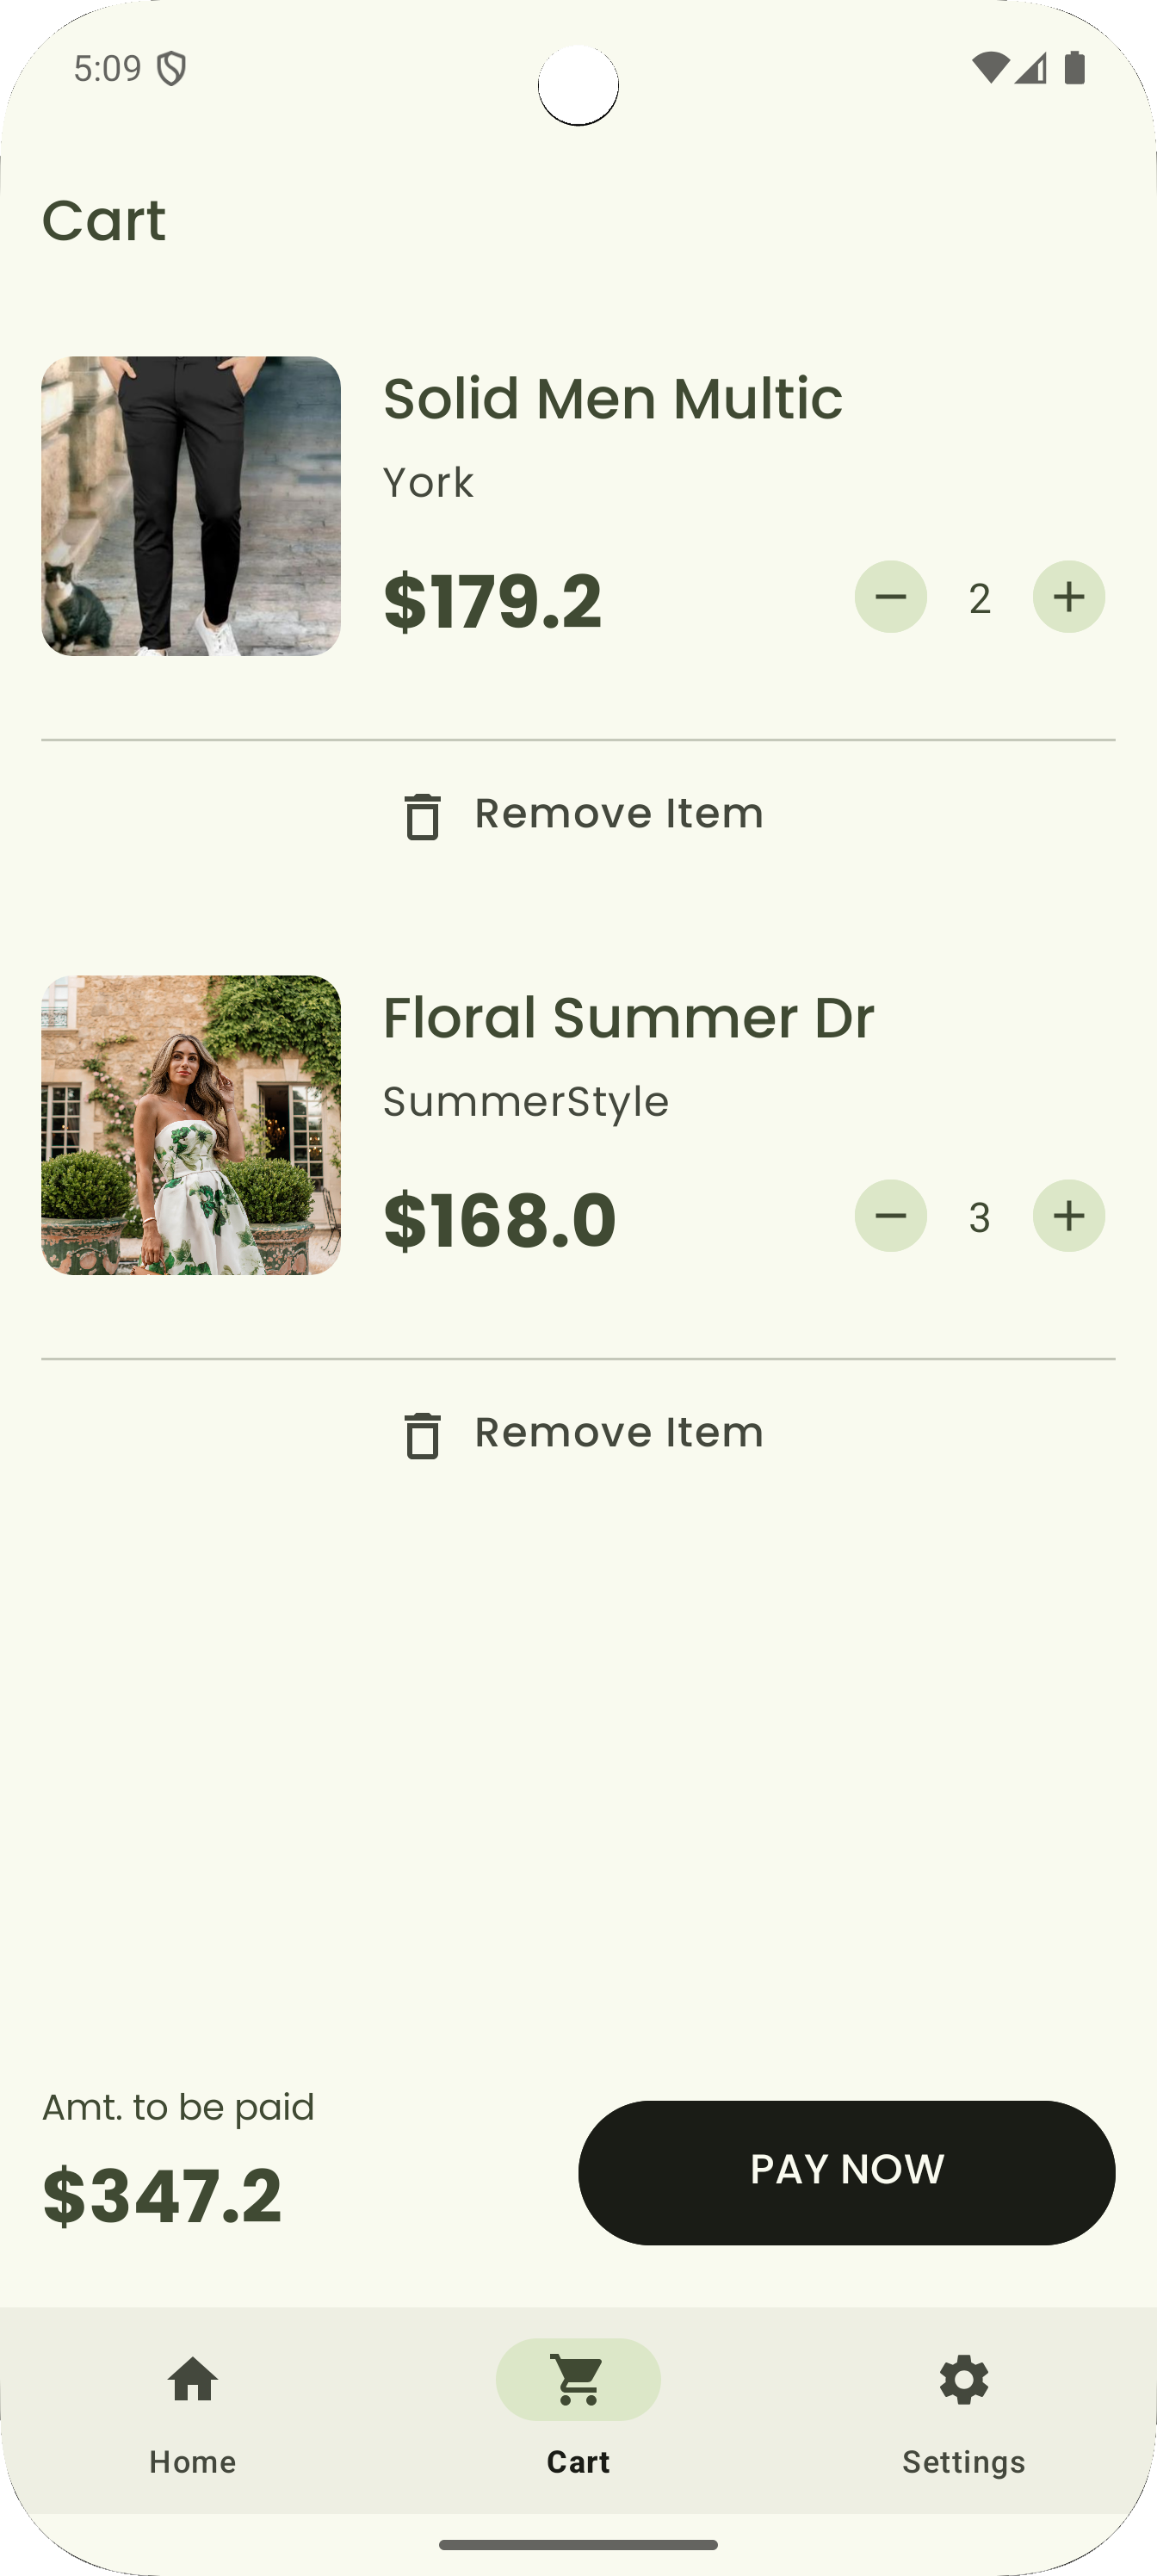 5:09
Cart
Solid Men Multic
York
$179.2
2
Remove Item
Floral Summer Dr
SummerStyle
$168.0
3
Remove Item
Amt. to be paid
$347.2
PAY NOW
Home
Cart
Settings